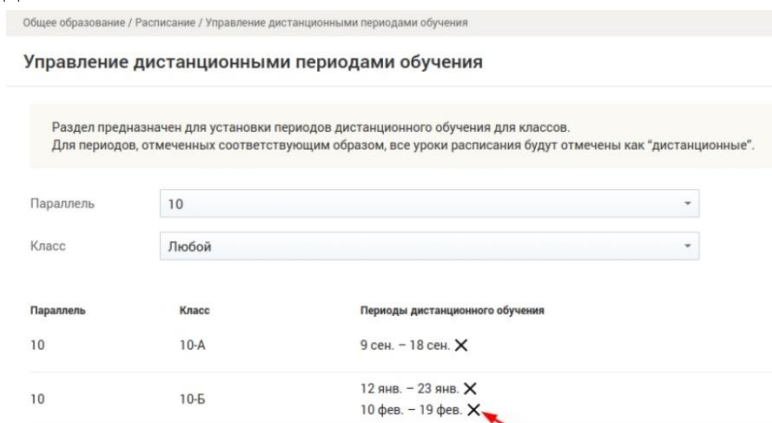 Общее образование / Расписание / Управление дистанционными периодами обучения
Управление дистанционными периодами обучения
Раздел предназначен для установки периодов дистанционного обучения для классов.
Для периодов, отмеченных соответствующим образом, все уроки расписания будут отмечены как “дистанционные”.
Параллель 10
Класс Любой
Параллель Класс Периоды дистанционного обучения
10 10-А 9 сен. – 18 сен.
10 10-Б 12 янв. – 23 янв.
10 фев. – 19 фев.